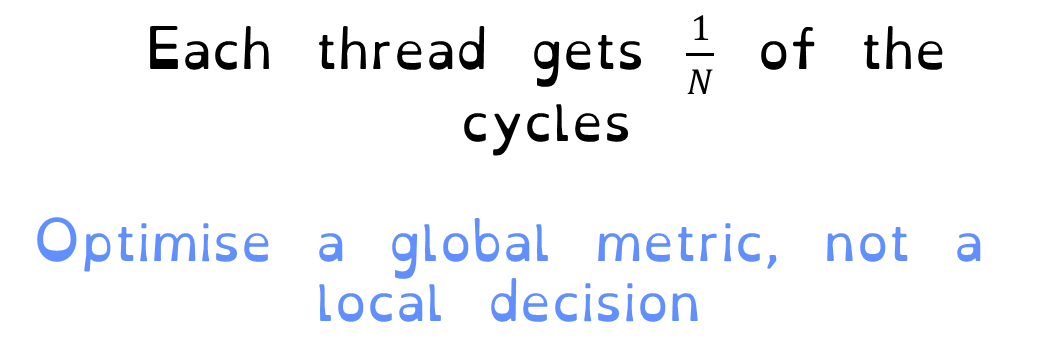 Each thread gets 1/N of the
cycles
Optimise a global metric, not a
local decision